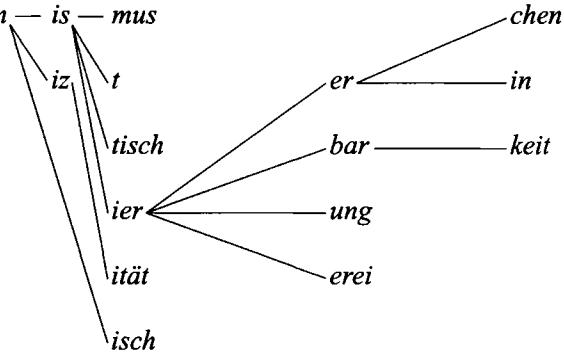 n — is — mus chen
iz t er in
tisch bar keit
ier ung
ität erei
isch